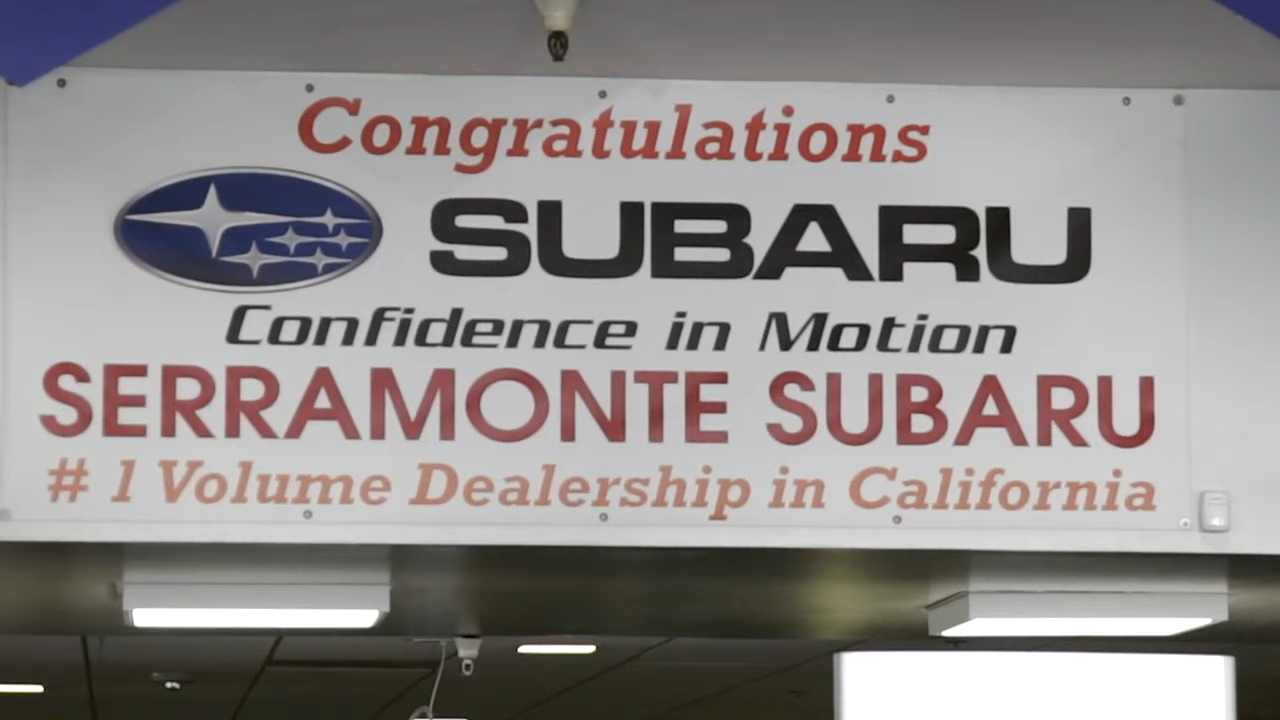 Congratulations
SUBARU
Confidence in Motion
SERRAMONTE SUBARU
# 1 Volume Dealership in California